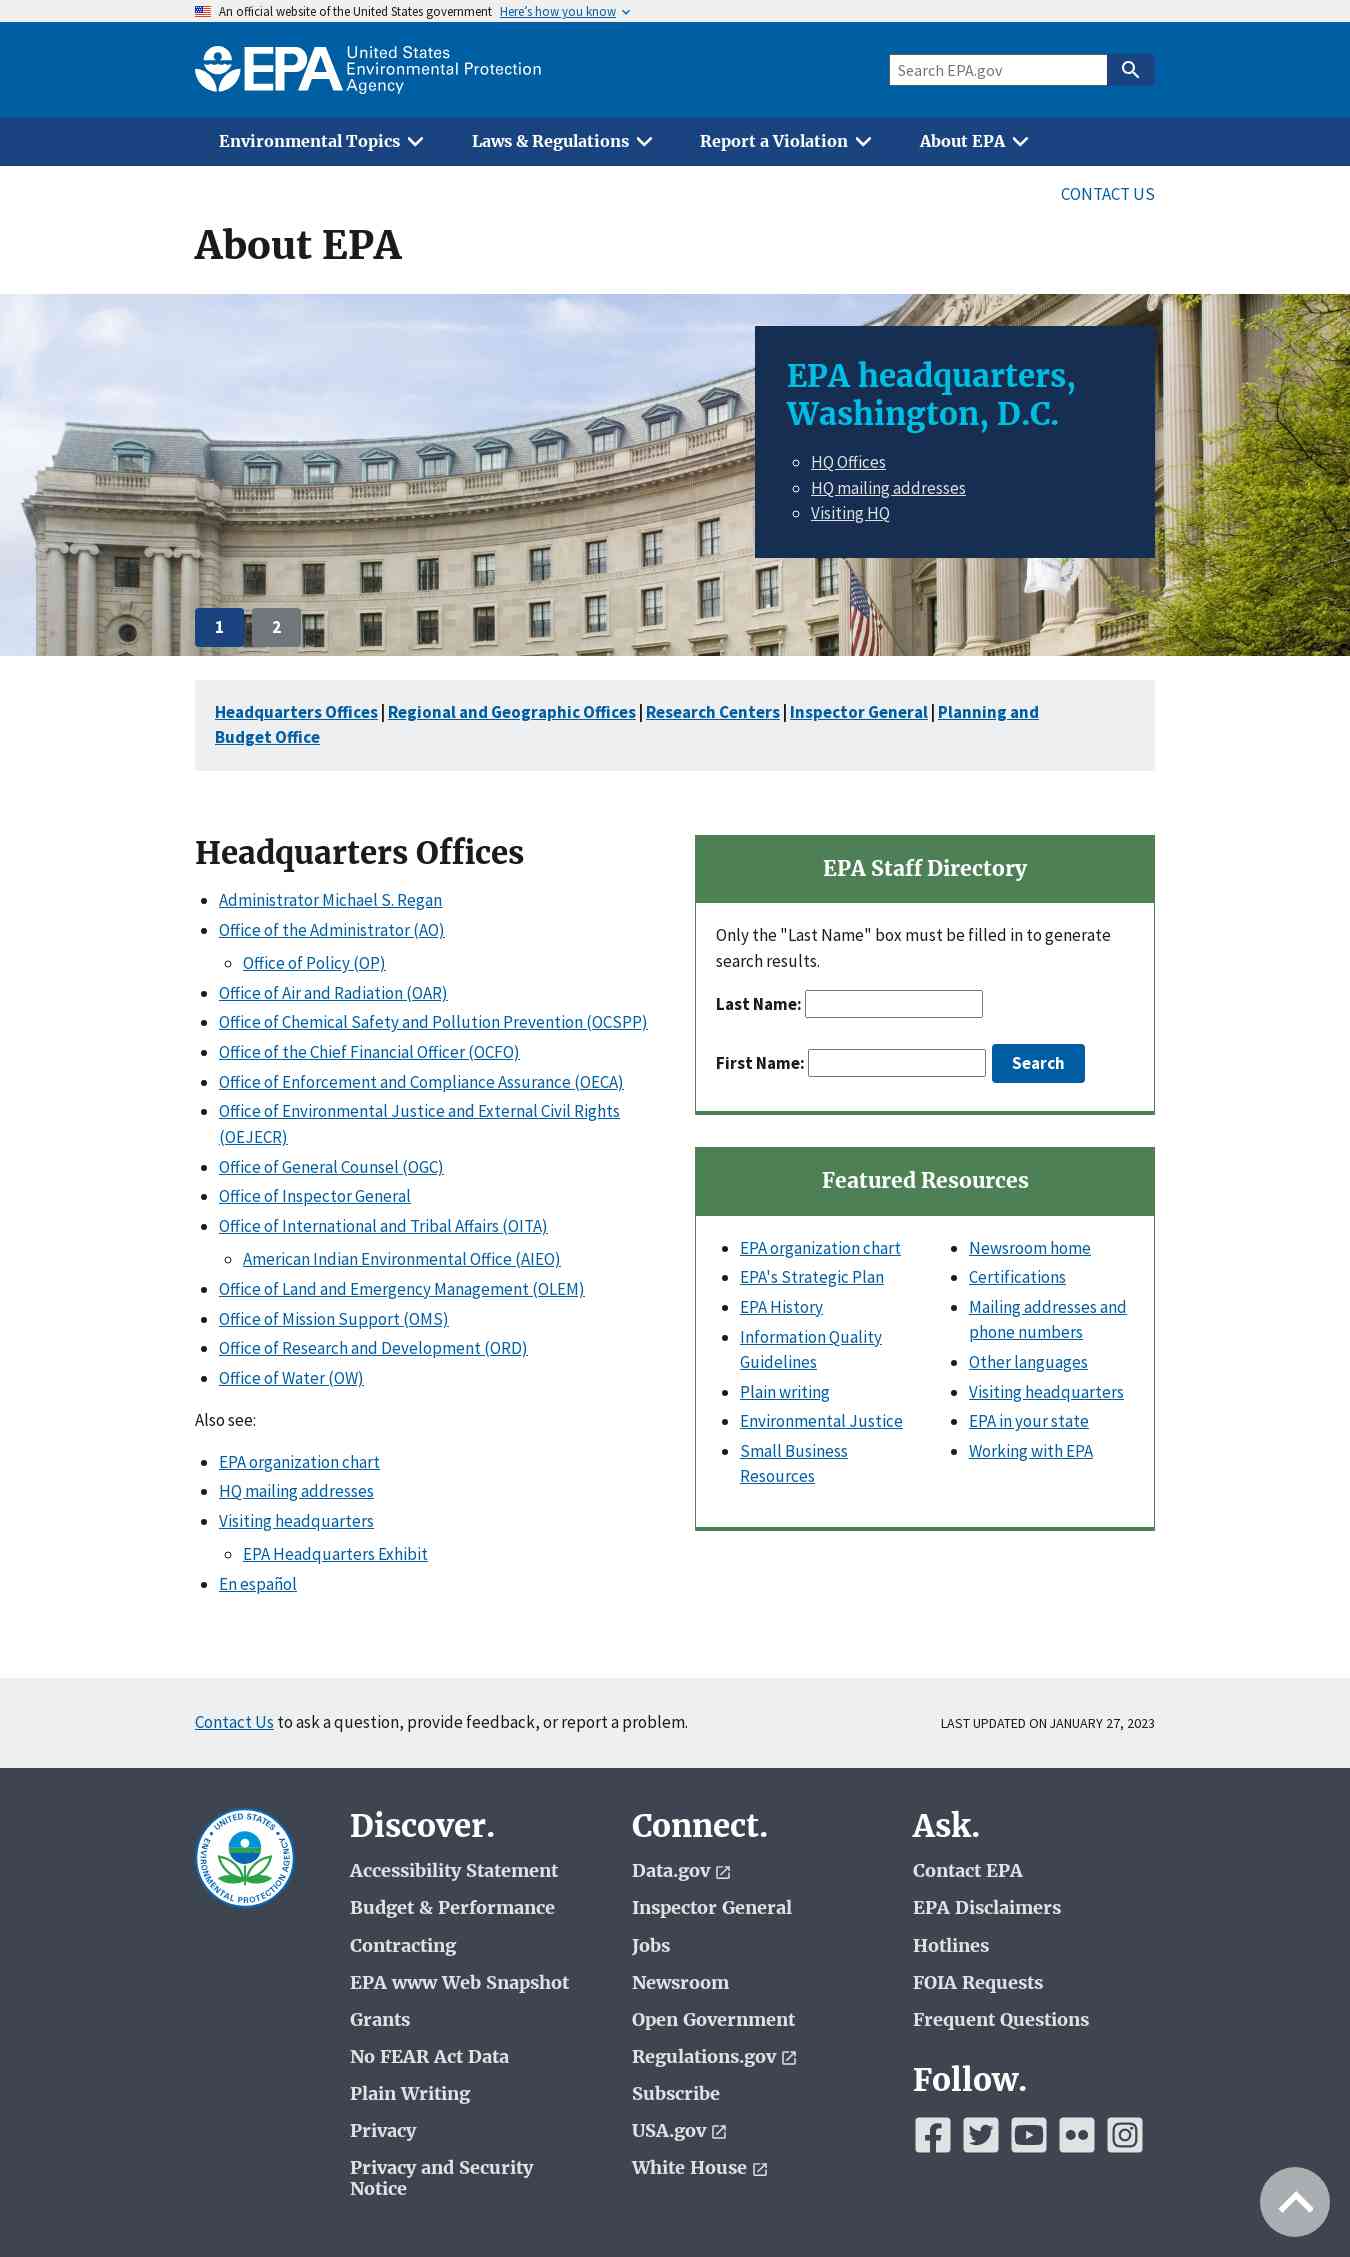 An official website of the United States government Here's how you know
EPA United States
Environmental Protection
Agency
Search EPA.gov
Environmental Topics Laws & Regulations Report a Violation About EPA
CONTACT US
About EPA
EPA headquarters,
Washington, D.C.
HQ Offices
HQ mailing addresses
Visiting HQ
1 2
Headquarters Offices | Regional and Geographic Offices | Research Centers | Inspector General | Planning and
Budget Office
Headquarters Offices
Administrator Michael S. Regan
Office of the Administrator (AO)
Office of Policy (OP)
Office of Air and Radiation (OAR)
Office of Chemical Safety and Pollution Prevention (OCSPP)
Office of the Chief Financial Officer (OCFO)
Office of Enforcement and Compliance Assurance (OECA)
Office of Environmental Justice and External Civil Rights
(OEJECR)
Office of General Counsel (OGC)
Office of Inspector General
Office of International and Tribal Affairs (OITA)
American Indian Environmental Office (AIEO)
Office of Land and Emergency Management (OLEM)
Office of Mission Support (OMS)
Office of Research and Development (ORD)
Office of Water (OW)
Also see:
EPA organization chart
HQ mailing addresses
Visiting headquarters
EPA Headquarters Exhibit
En español
EPA Staff Directory
Only the "Last Name" box must be filled in to generate
search results.
Last Name:
First Name: Search
Featured Resources
EPA organization chart
EPA's Strategic Plan
EPA History
Information Quality
Guidelines
Plain writing
Environmental Justice
Small Business
Resources
Newsroom home
Certifications
Mailing addresses and
phone numbers
Other languages
Visiting headquarters
EPA in your state
Working with EPA
Contact Us to ask a question, provide feedback, or report a problem.
LAST UPDATED ON JANUARY 27, 2023
UNITED STATES
ENVIRONMENTAL PROTECTION AGENCY
Discover.
Accessibility Statement
Budget & Performance
Contracting
EPA www Web Snapshot
Grants
No FEAR Act Data
Plain Writing
Privacy
Privacy and Security
Notice
Connect.
Data.gov
Inspector General
Jobs
Newsroom
Open Government
Regulations.gov
Subscribe
USA.gov
White House
Ask.
Contact EPA
EPA Disclaimers
Hotlines
FOIA Requests
Frequent Questions
Follow.